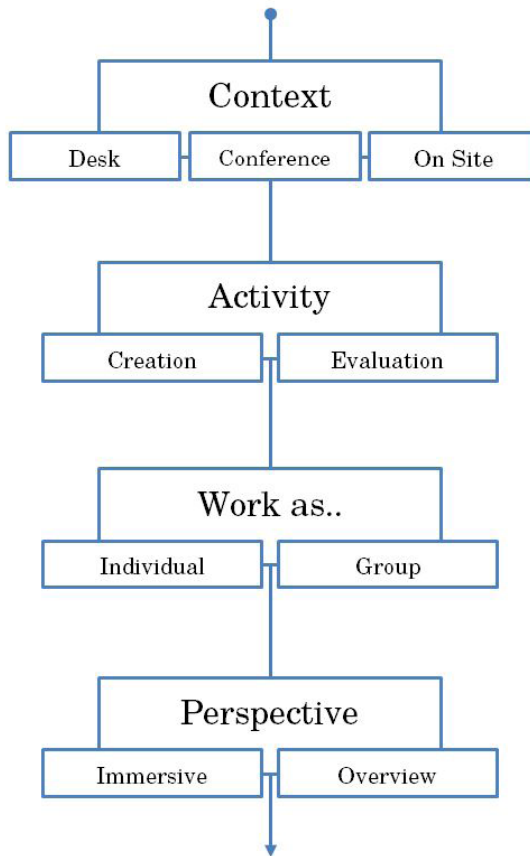 Context
Desk
Conference
On Site
Activity
Creation
Evaluation
Work as..
Individual
Group
Perspective
Immersive
Overview